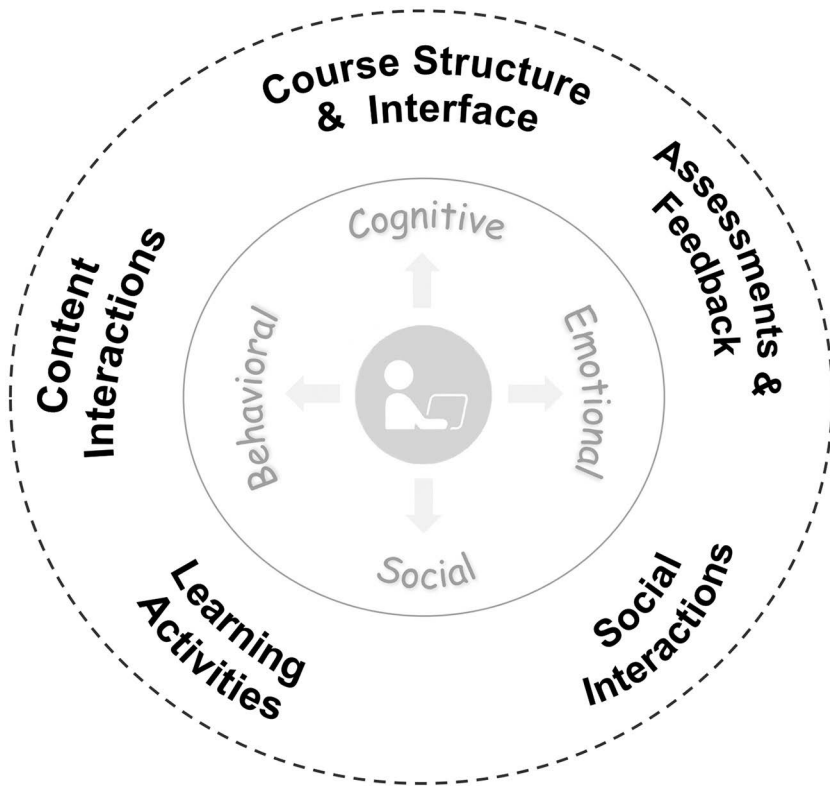 Course Structure
& Interface
Assessments &
Feedback
Social
Interactions
Learning
Activities
Content
Interactions
Cognitive
Emotional
Social
Behavioral